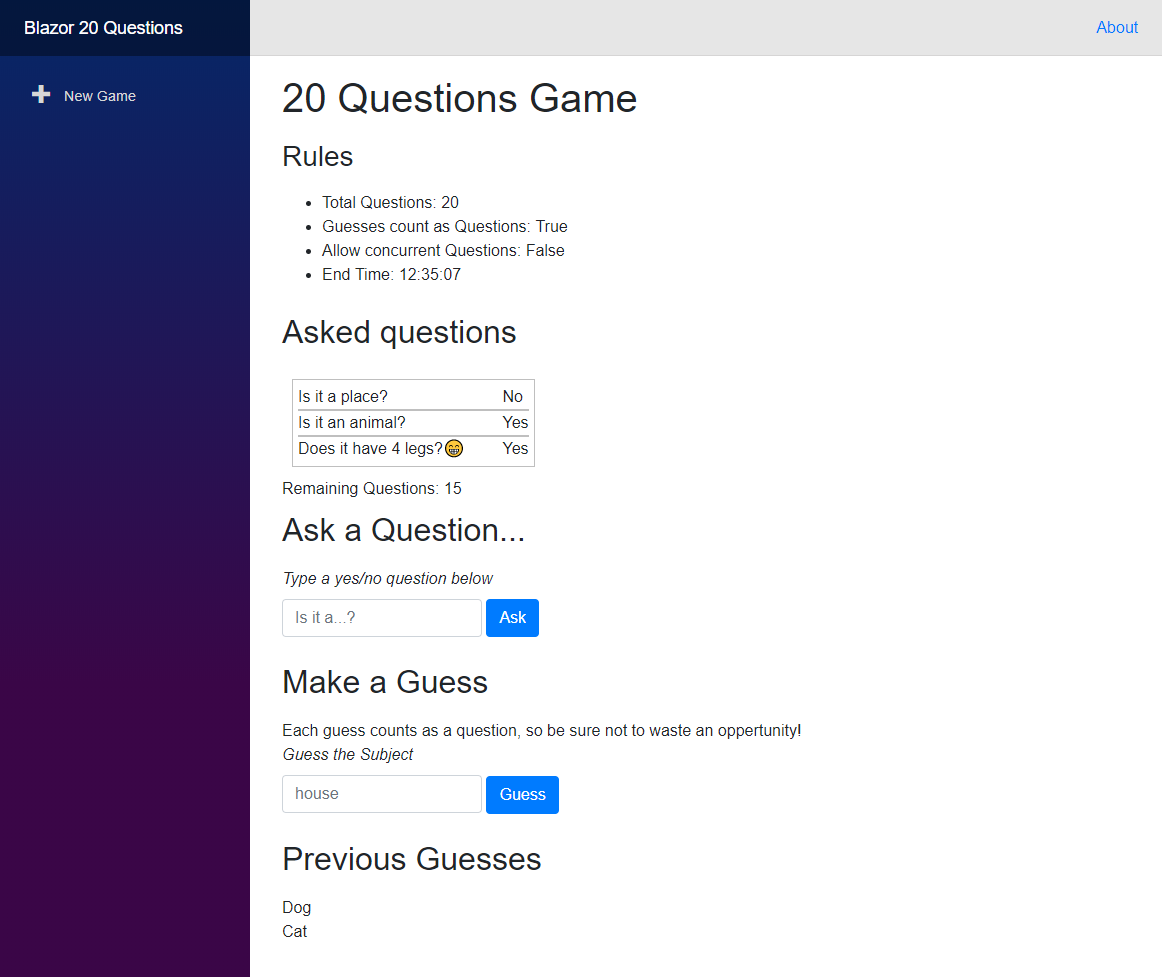 Blazor 20 Questions
About
New Game
20 Questions Game
Rules
Total Questions: 20
Guesses count as Questions: True
Allow concurrent Questions: False
End Time: 12:35:07
Asked questions
Is it a place? No
Is it an animal? Yes
Does it have 4 legs?😁 Yes
Remaining Questions: 15
Ask a Question...
Type a yes/no question below
Is it a...? Ask
Make a Guess
Each guess counts as a question, so be sure not to waste an oppertunity!
Guess the Subject
house Guess
Previous Guesses
Dog
Cat